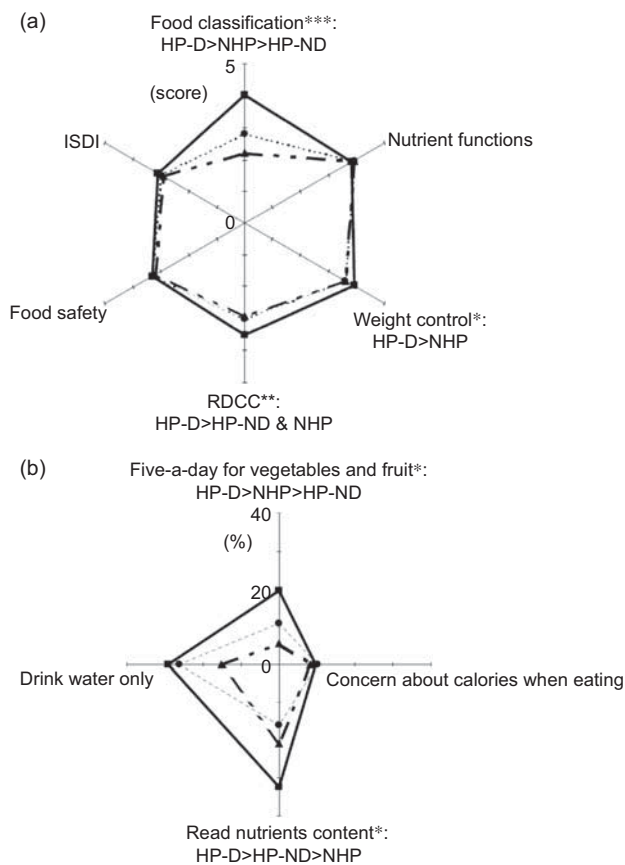 (a)
Food classification***:
HP-D>NHP>HP-ND
5
(score)
ISDI
Nutrient functions
0
Food safety
Weight control*:
HP-D>NHP
RDCC**:
HP-D>HP-ND & NHP
(b)
Five-a-day for vegetables and fruit*:
HP-D>NHP>HP-ND
40
(%)
20
Drink water only
0
Concern about calories when eating
Read nutrients content*:
HP-D>HP-ND>NHP